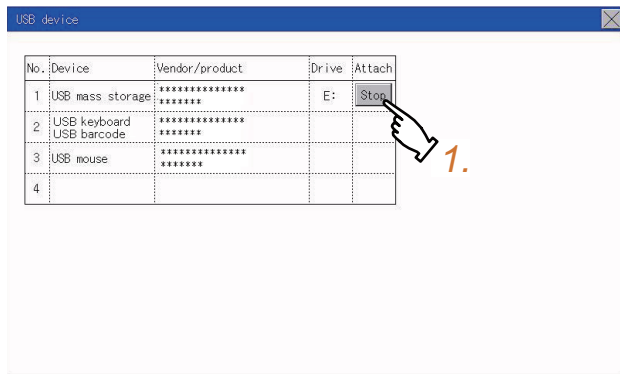 USB device
No. Device Vendor/product Drive Attach
1 USB mass storage ************** ******* E: Stop
2 USB keyboard USB barcode ************** *******
3 USB mouse ************** *******
4
1.